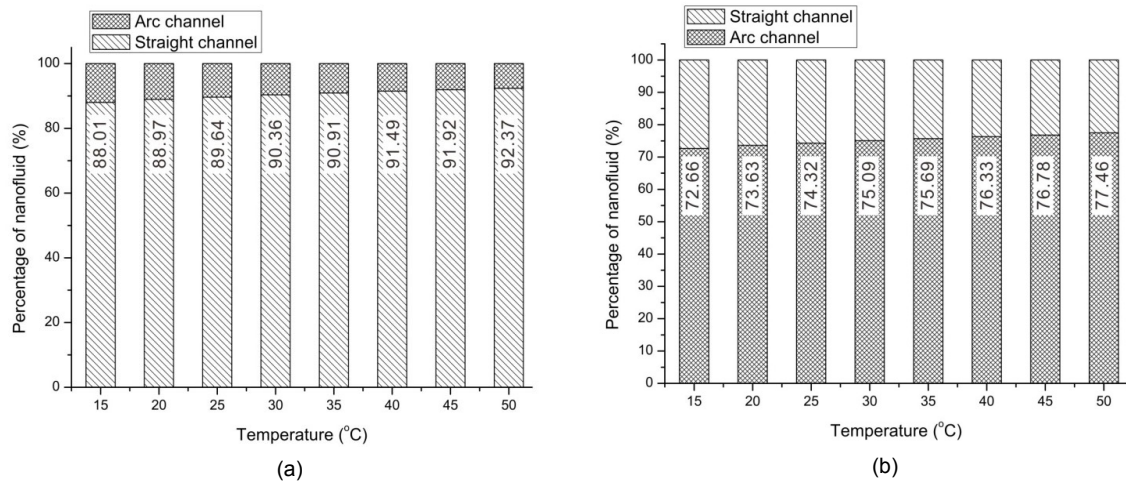 Arc channel
Straight channel
Percentage of nanofluid (%)
100
80
60
40
20
0
88.01
88.97
89.64
90.36
90.91
91.49
91.92
92.37
15 20 25 30 35 40 45 50
Temperature (°C)
(a)
Straight channel
Arc channel
Percentage of nanofluid (%)
100
90
80
70
60
50
40
30
20
10
0
72.66
73.63
74.32
75.09
75.69
76.33
76.78
77.46
15 20 25 30 35 40 45 50
Temperature (°C)
(b)